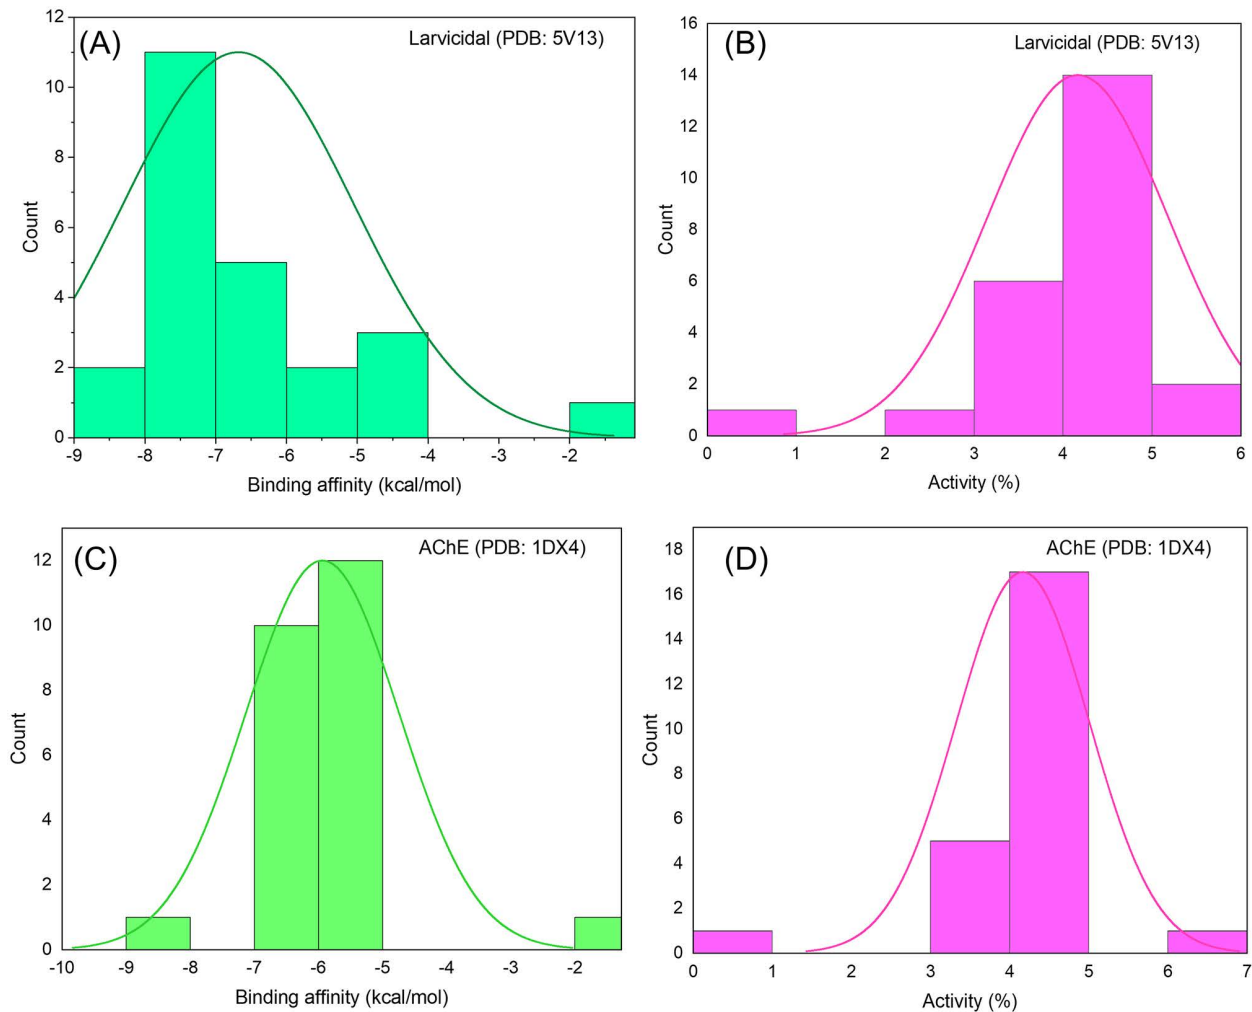 (A)
Larvicidal (PDB: 5V13)
12
10
8
6
4
2
0
Count
-9 -8 -7 -6 -5 -4 -3 -2
Binding affinity (kcal/mol)
(B)
Larvicidal (PDB: 5V13)
16
14
12
10
8
6
4
2
0
Count
0 1 2 3 4 5 6
Activity (%)
(C)
AChE (PDB: 1DX4)
12
10
8
6
4
2
0
Count
-10 -9 -8 -7 -6 -5 -4 -3 -2
Binding affinity (kcal/mol)
(D)
AChE (PDB: 1DX4)
18
16
14
12
10
8
6
4
2
0
Count
0 1 2 3 4 5 6 7
Activity (%)